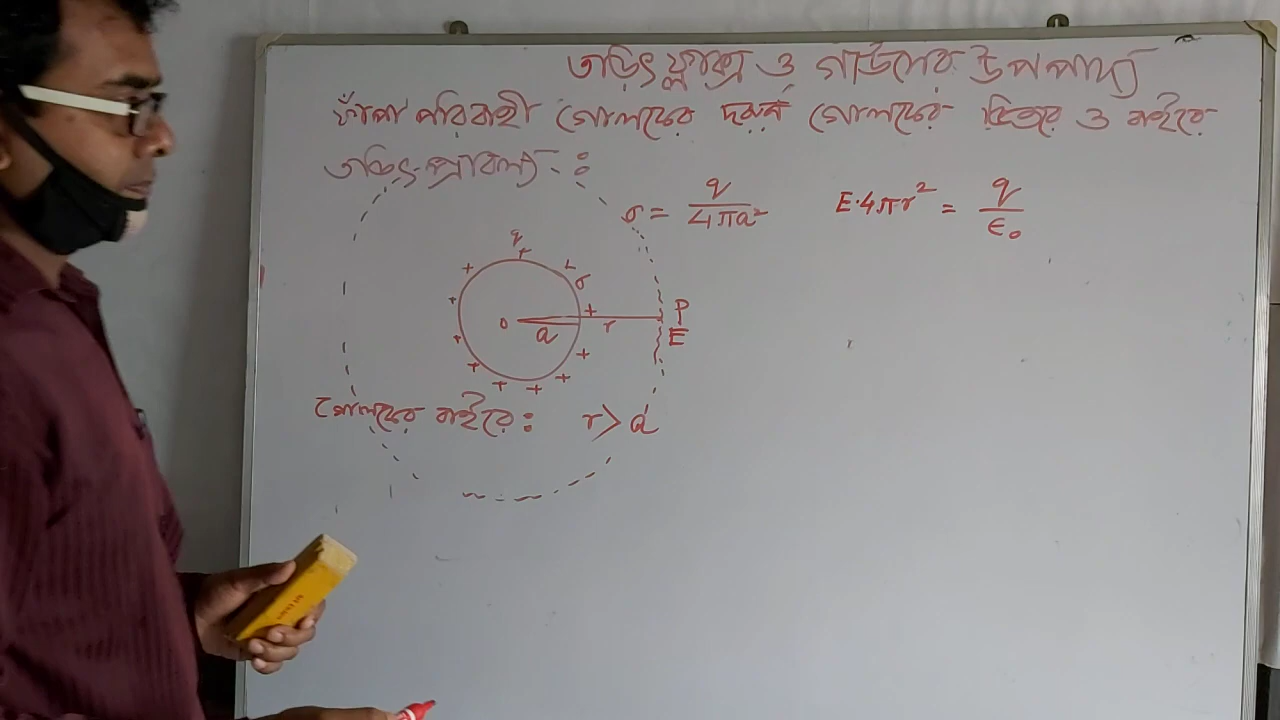 তড়িৎ ফ্লাক্স ও গাউসের উপপাদ্য
ফাঁপা পরিবাহী গোলকের দরুন গোলকের ভিতরে ও বাইরে
তড়িৎ প্রাবল্য :
σ = q / 4πa²
E·4πr² = q / ε₀
q
+ + + + + + + + + + +
σ
o a r P
E
গোলকের বাইরে : r > a